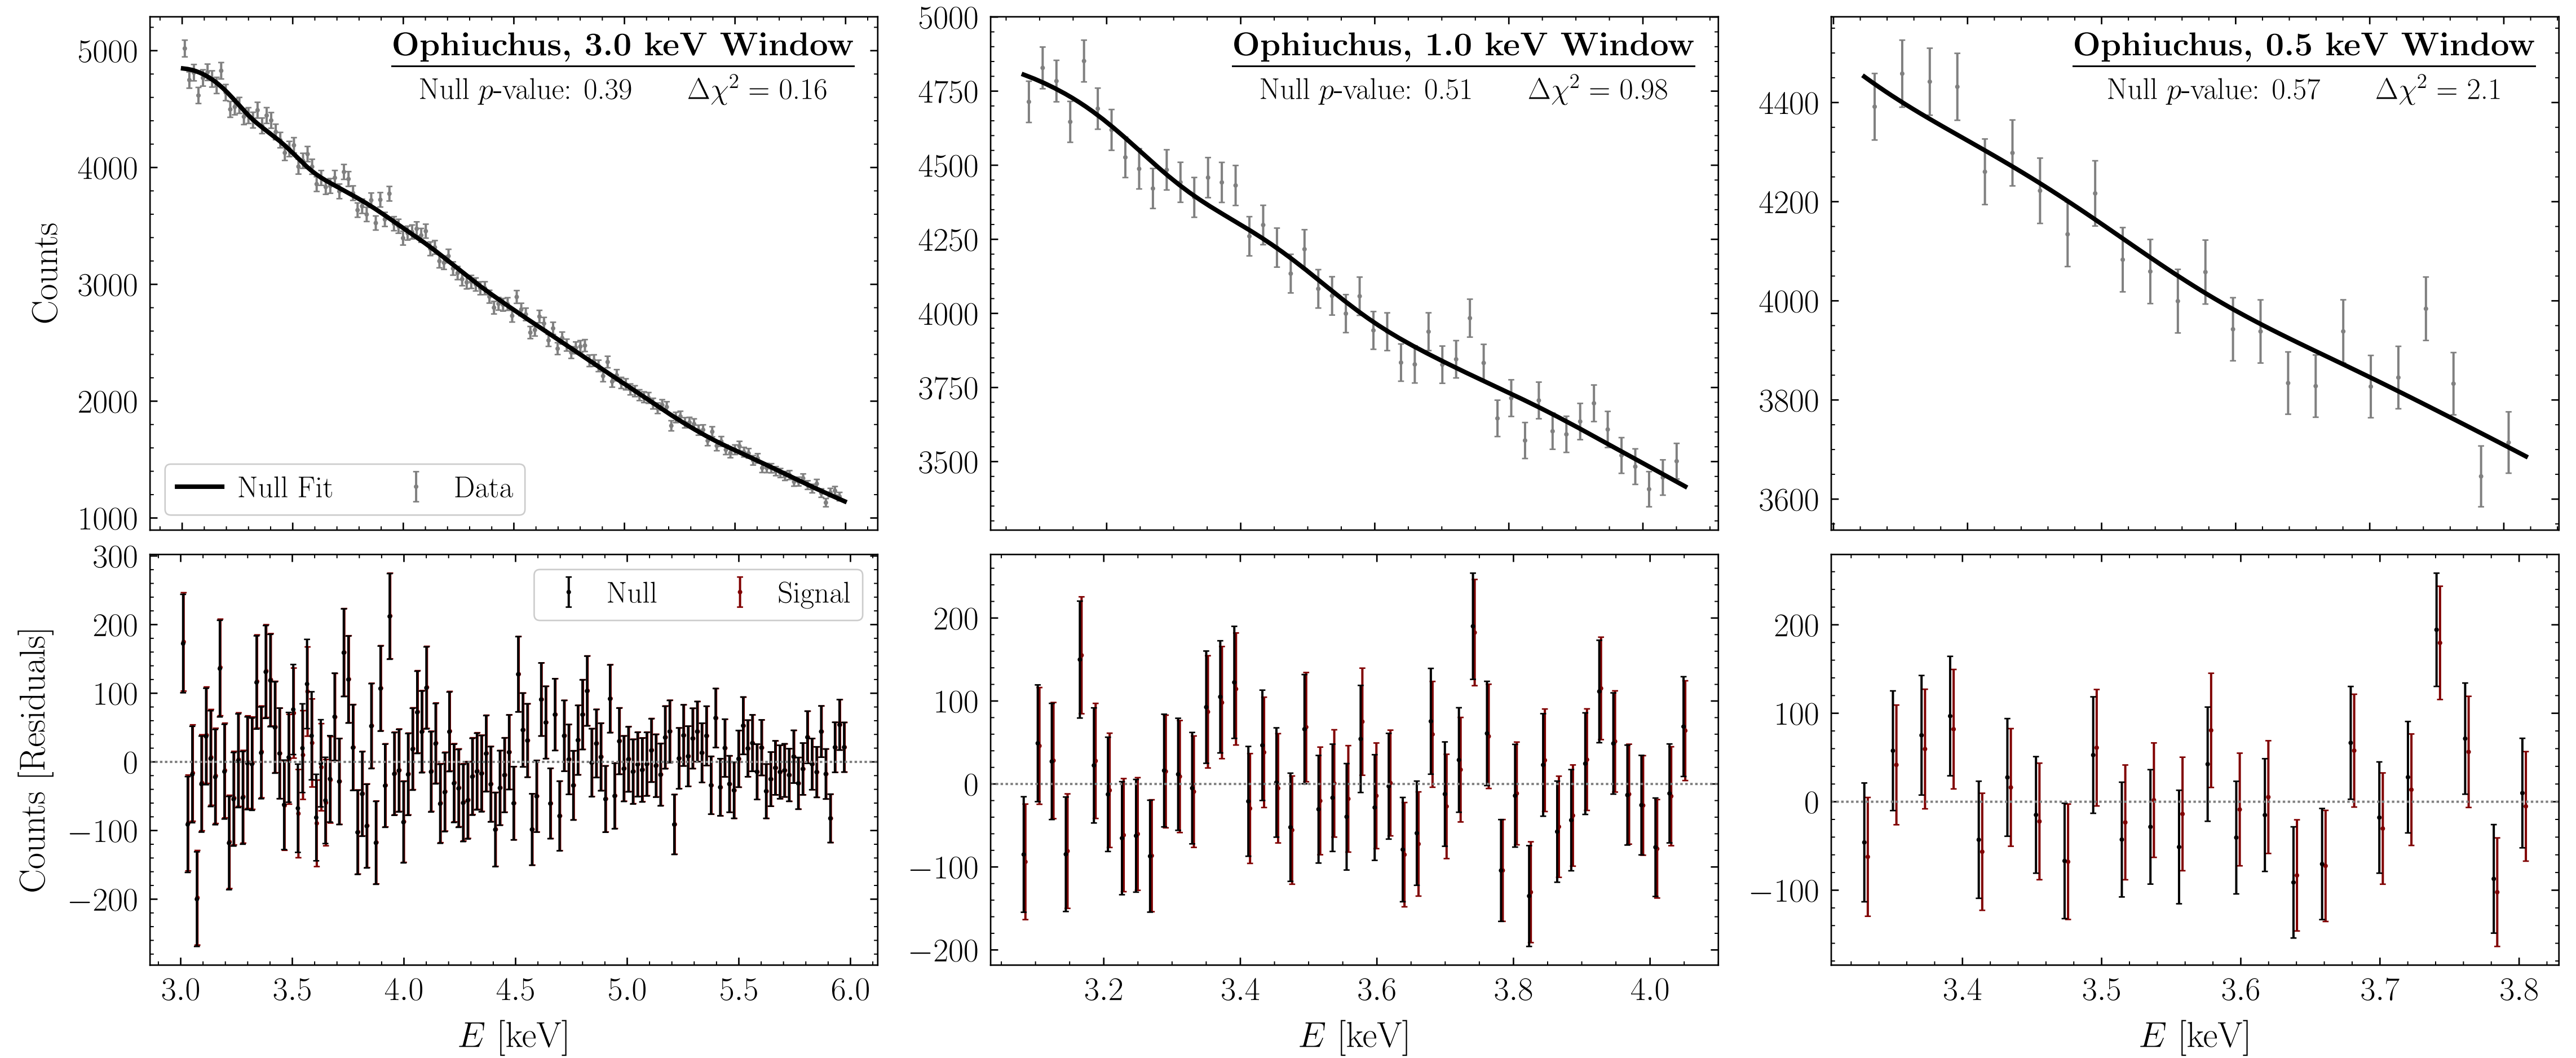 Ophiuchus, 3.0 keV Window
Null p-value: 0.39 Δχ² = 0.16
Counts
5000
4000
3000
2000
1000
Null Fit
Data
Ophiuchus, 1.0 keV Window
Null p-value: 0.51 Δχ² = 0.98
5000
4750
4500
4250
4000
3750
3500
Ophiuchus, 0.5 keV Window
Null p-value: 0.57 Δχ² = 2.1
4400
4200
4000
3800
3600
Counts [Residuals]
300
200
100
0
−100
−200
Null
Signal
3.0 3.5 4.0 4.5 5.0 5.5 6.0
E [keV]
200
100
0
−100
−200
3.2 3.4 3.6 3.8 4.0
E [keV]
200
100
0
−100
3.4 3.5 3.6 3.7 3.8
E [keV]